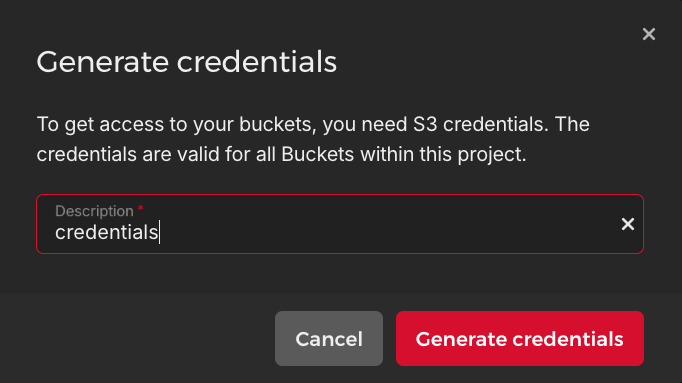 Generate credentials
To get access to your buckets, you need S3 credentials. The
credentials are valid for all Buckets within this project.
Description *
credentials
Cancel
Generate credentials